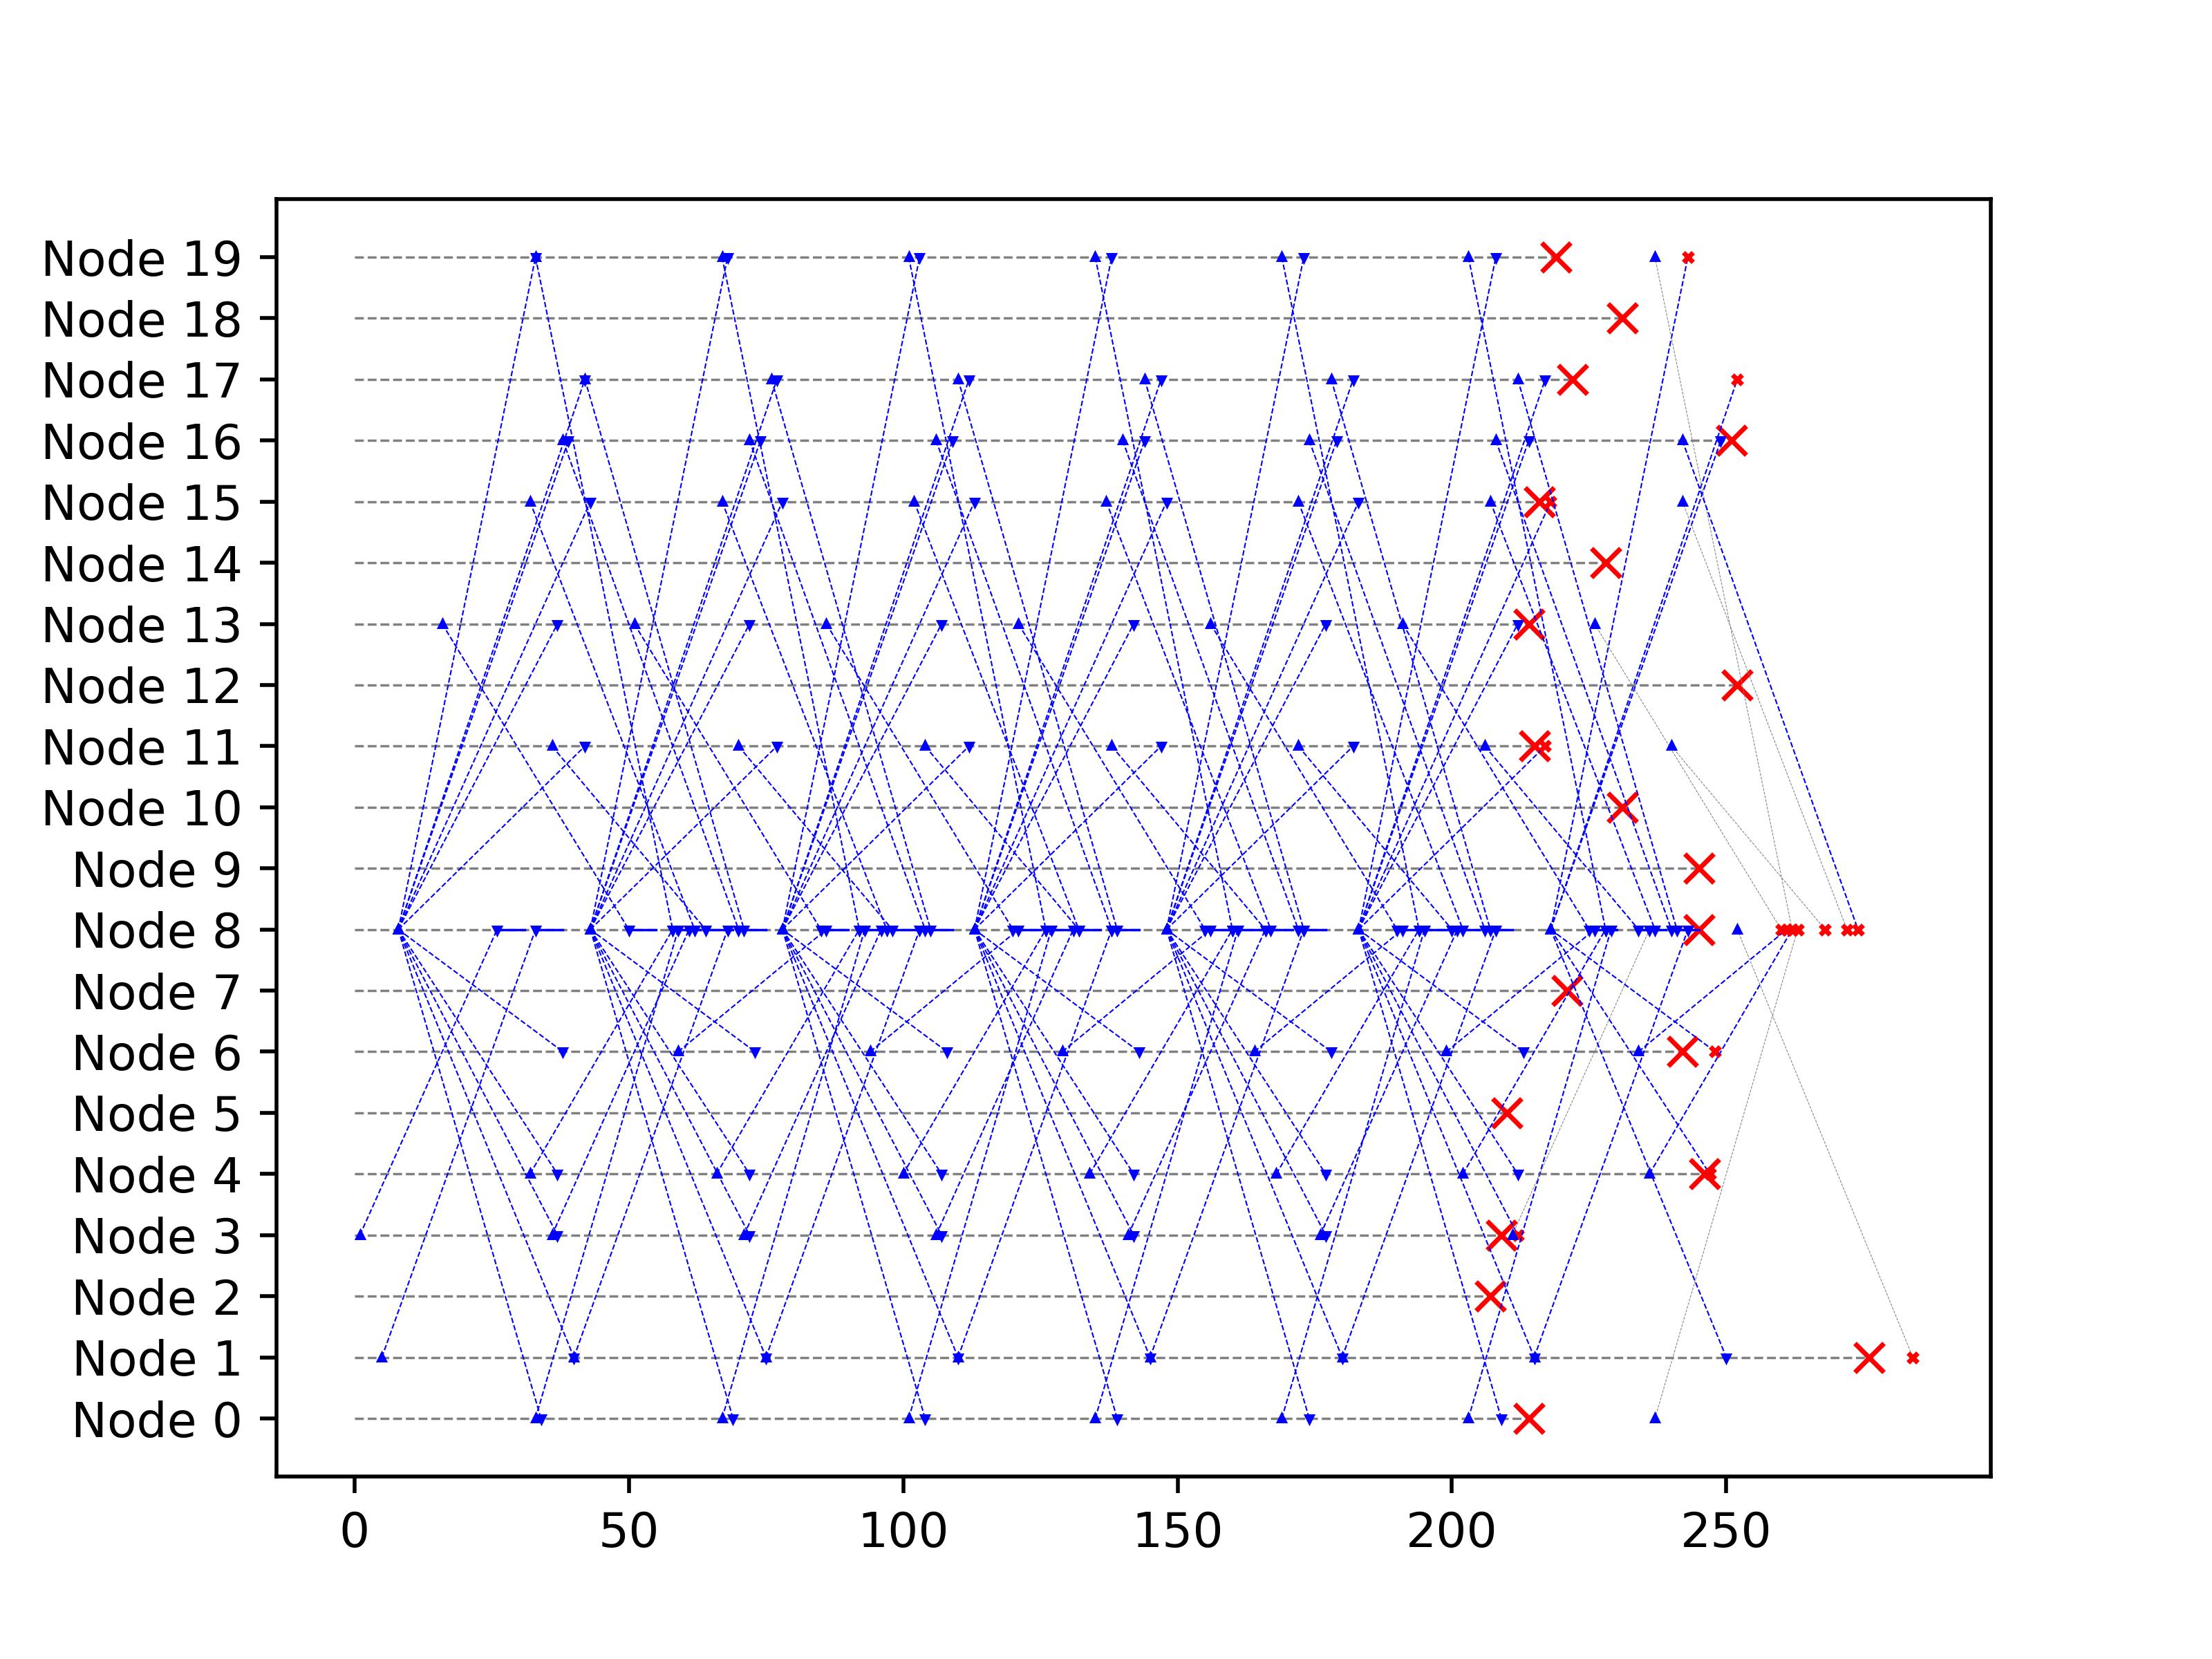 Node 19
Node 18
Node 17
Node 16
Node 15
Node 14
Node 13
Node 12
Node 11
Node 10
Node 9
Node 8
Node 7
Node 6
Node 5
Node 4
Node 3
Node 2
Node 1
Node 0
0 50 100 150 200 250